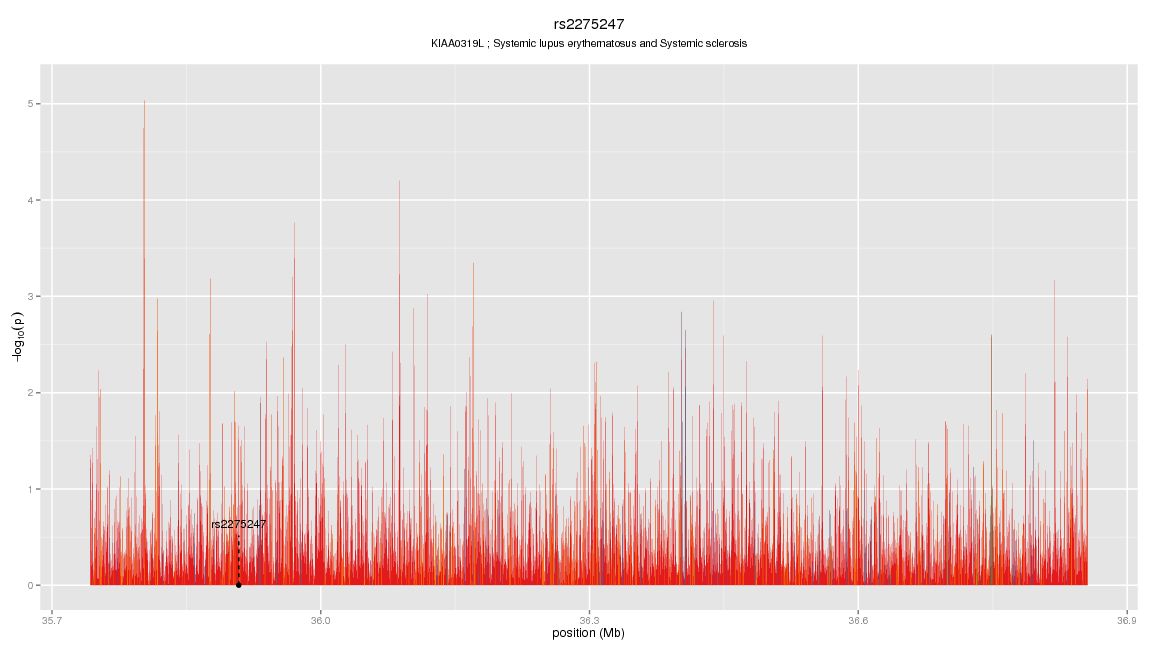 rs2275247
KIAA0319L ; Systemic lupus erythematosus and Systemic sclerosis
5
4
3
2
1
0
−log10(p)
rs2275247
35.7
36.0
36.3
36.6
36.9
position (Mb)